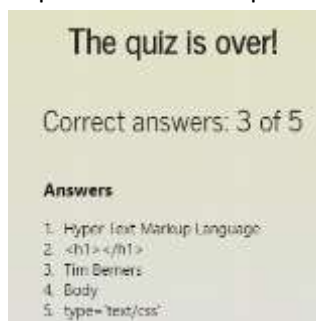 The quiz is over!
Correct answers: 3 of 5
Answers
1. Hyper Text Markup Language
2. <h1></h1>
3. Tim Berners
4. Body
5. type="text/css"